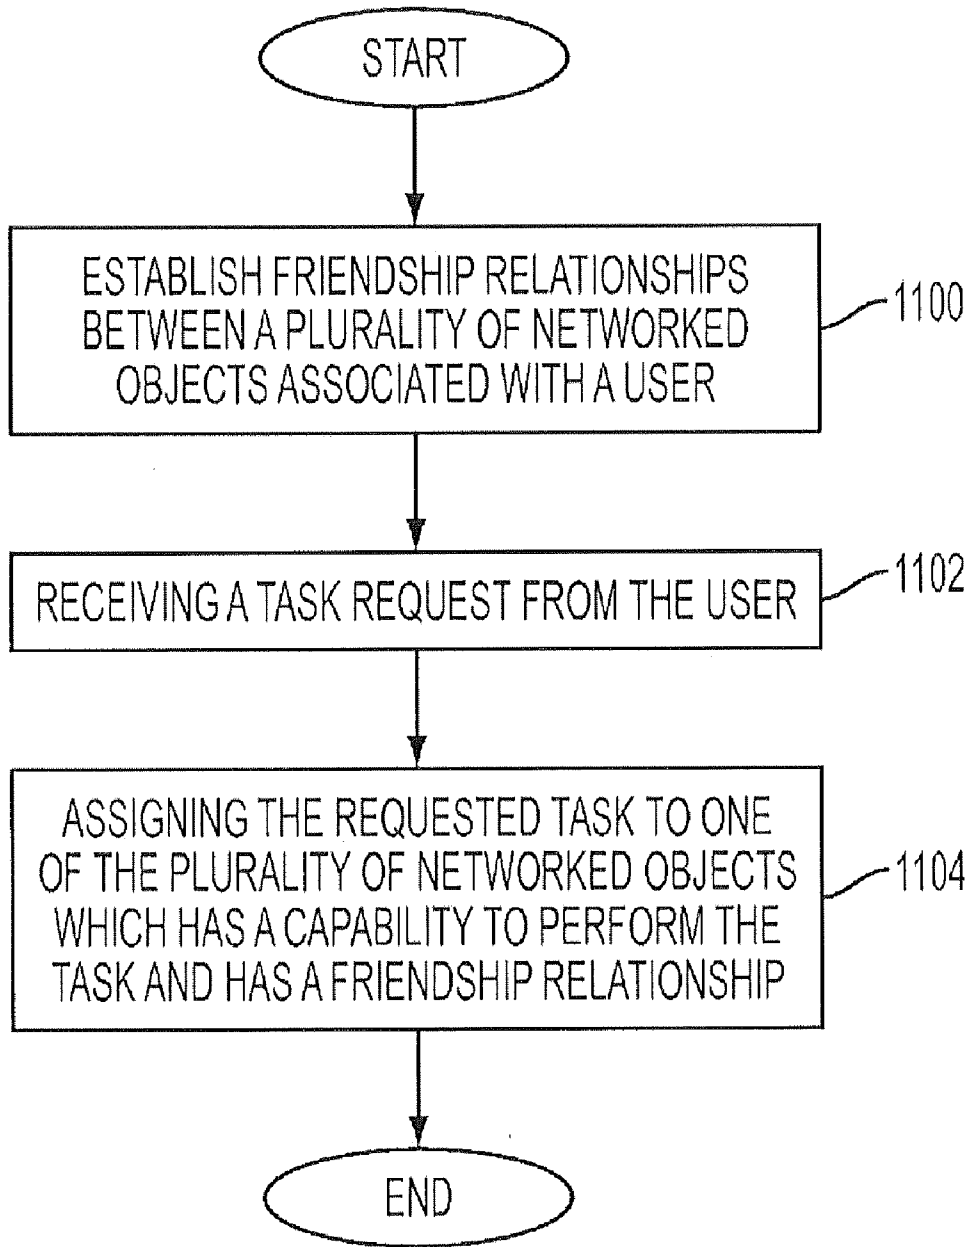 START
ESTABLISH FRIENDSHIP RELATIONSHIPS
BETWEEN A PLURALITY OF NETWORKED
OBJECTS ASSOCIATED WITH A USER
1100
RECEIVING A TASK REQUEST FROM THE USER
1102
ASSIGNING THE REQUESTED TASK TO ONE
OF THE PLURALITY OF NETWORKED OBJECTS
WHICH HAS A CAPABILITY TO PERFORM THE
TASK AND HAS A FRIENDSHIP RELATIONSHIP
1104
END